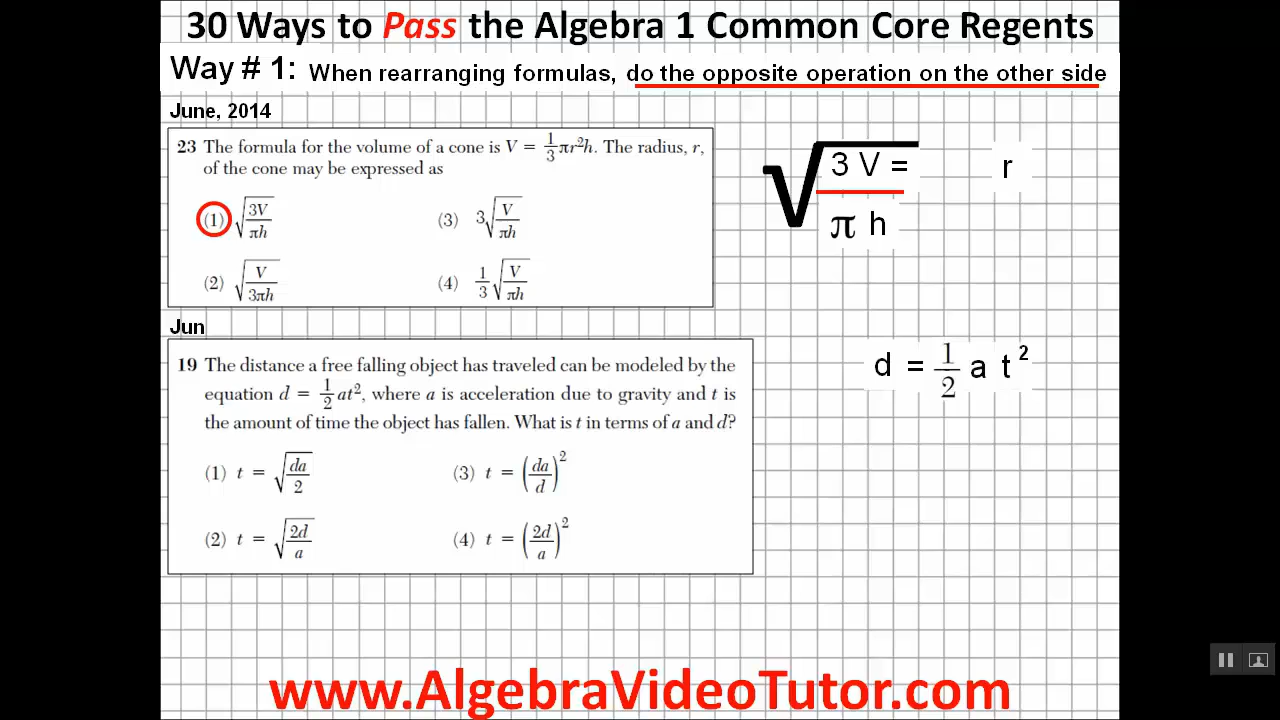 30 Ways to Pass the Algebra 1 Common Core Regents
Way # 1: When rearranging formulas, do the opposite operation on the other side
June, 2014
23 The formula for the volume of a cone is V = 1/3 πr²h. The radius, r,
of the cone may be expressed as
(1) √(3V/πh) (3) 3√(V/πh)
(2) √(V/3πh) (4) 1/3 √(V/πh)
√(3 V = / π h) r
Jun
19 The distance a free falling object has traveled can be modeled by the
equation d = 1/2 at², where a is acceleration due to gravity and t is
the amount of time the object has fallen. What is t in terms of a and d?
(1) t = √(da/2) (3) t = (da/d)²
(2) t = √(2d/a) (4) t = (2d/a)²
d = 1/2 a t²
www.AlgebraVideoTutor.com